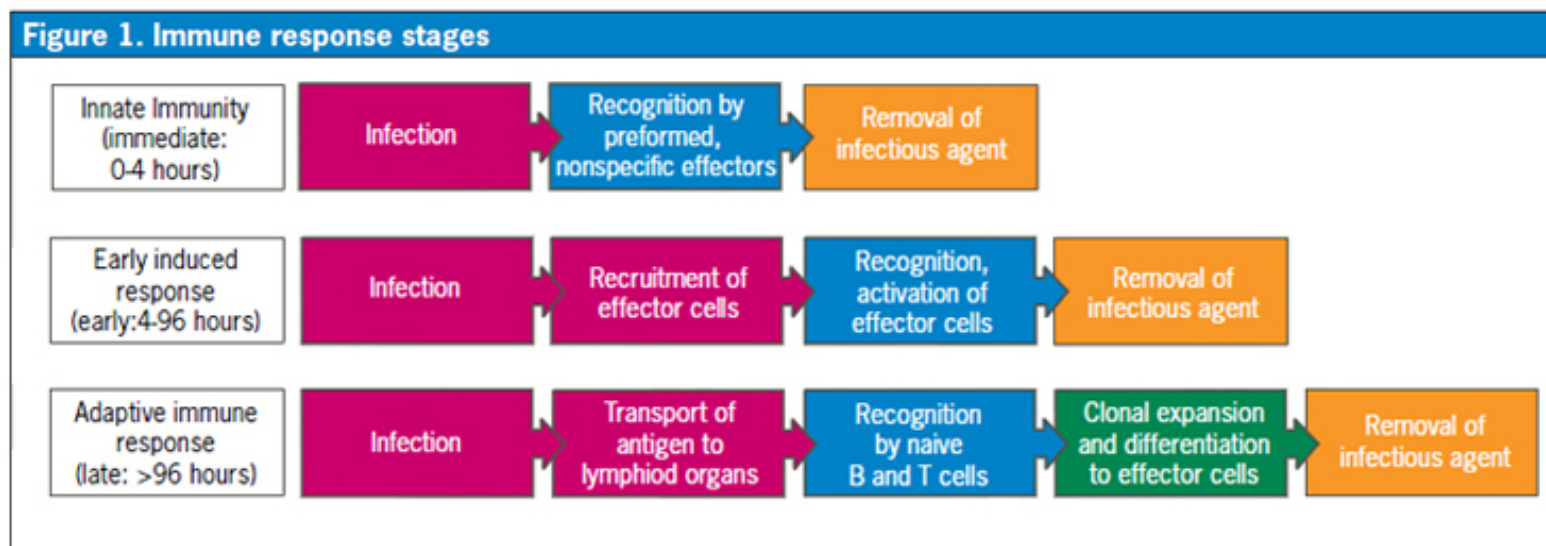 Figure 1. Immune response stages
Innate Immunity
(immediate:
0-4 hours)
Infection
Recognition by
preformed,
nonspecific effectors
Removal of
infectious agent
Early induced
response
(early:4-96 hours)
Infection
Recruitment of
effector cells
Recognition,
activation of
effector cells
Removal of
infectious agent
Adaptive immune
response
(late: >96 hours)
Infection
Transport of
antigen to
lymphiod organs
Recognition
by naive
B and T cells
Clonal expansion
and differentiation
to effector cells
Removal of
infectious agent